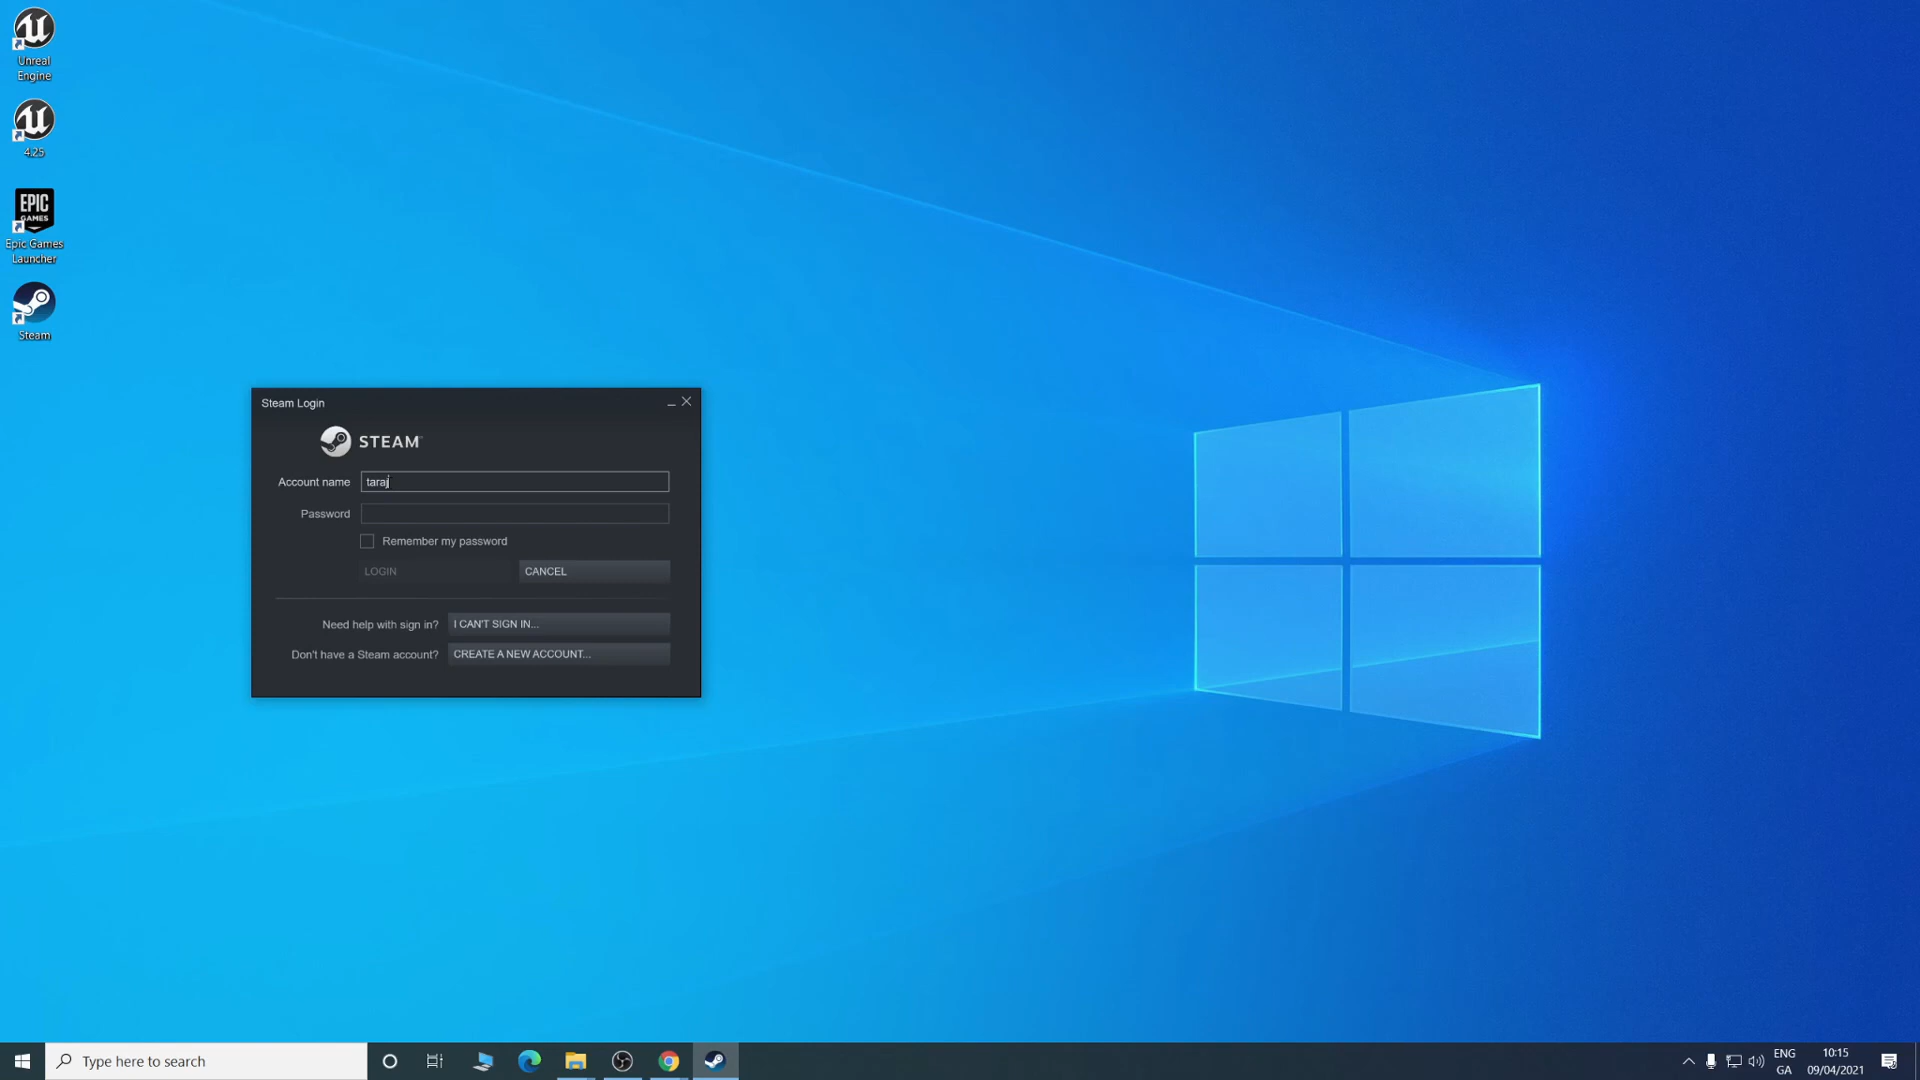 Unreal
Engine
4.25
EPIC
GAMES
Epic Games
Launcher
Steam
Steam Login
STEAM™
Account name
taraj
Password
Remember my password
LOGIN
CANCEL
Need help with sign in?
I CAN'T SIGN IN...
Don't have a Steam account?
CREATE A NEW ACCOUNT...
Type here to search
ENG
GA
10:15
09/04/2021